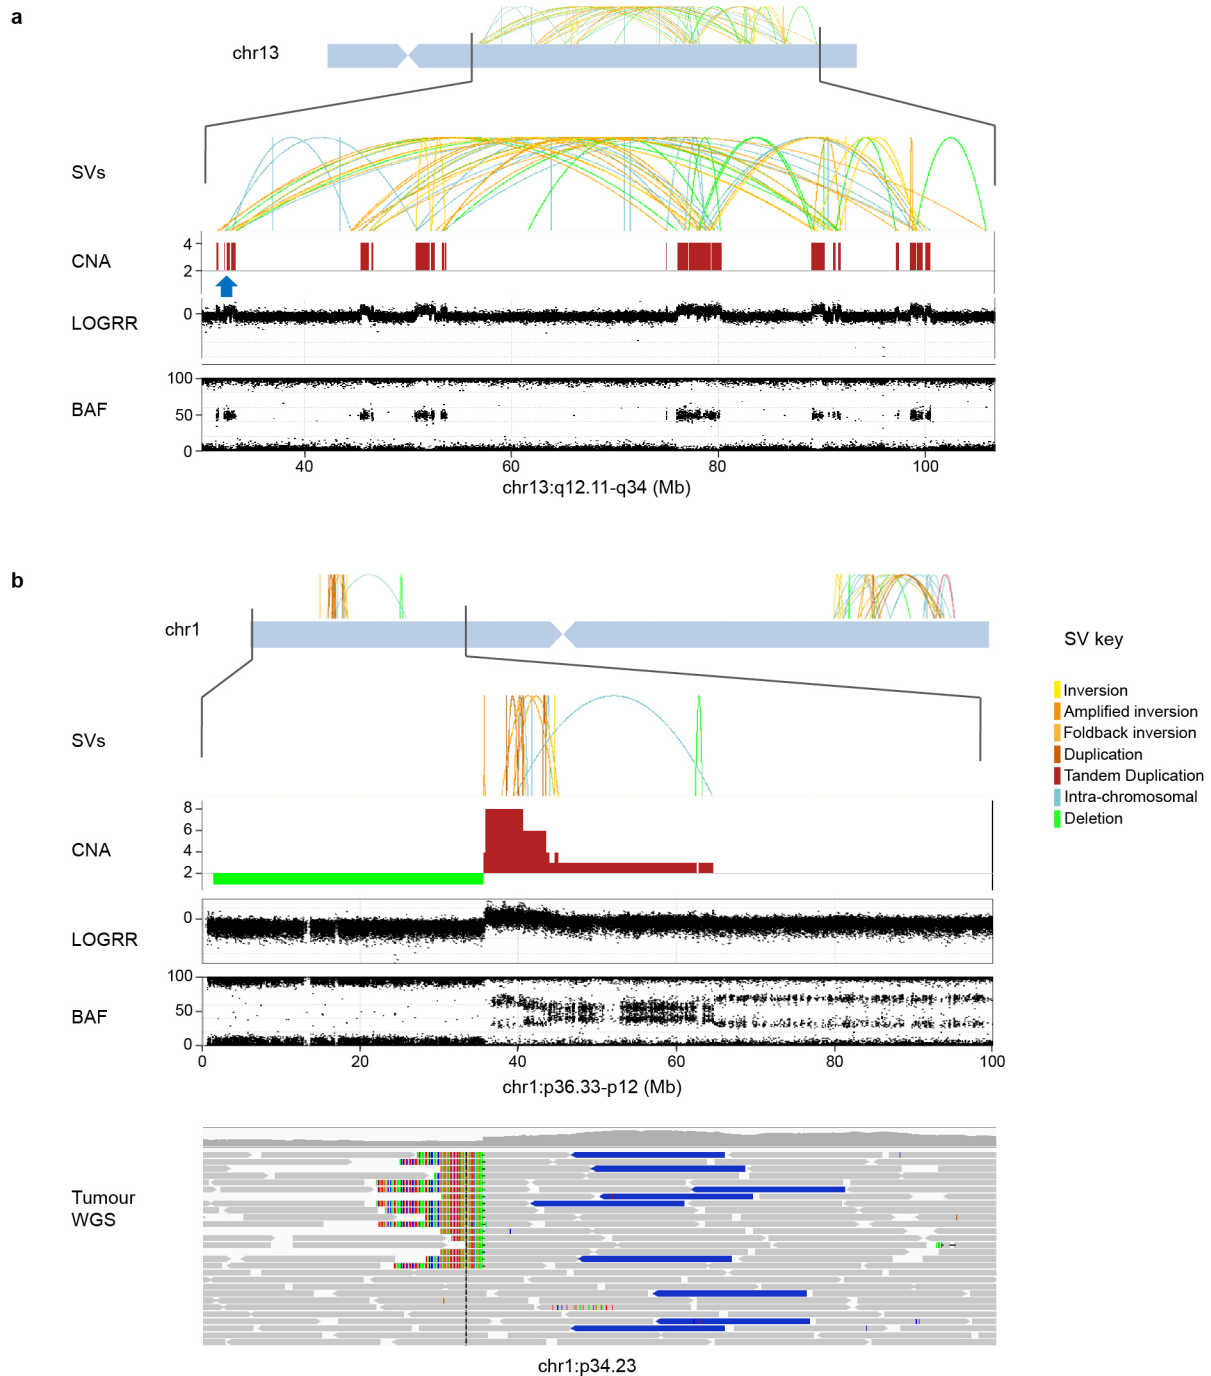 a
chr13
SVs
4
CNA
2
0
LOGRR
100
BAF
50
0
40 60 80 100
chr13:q12.11-q34 (Mb)
b
chr1
SV key
Inversion
Amplified inversion
Foldback inversion
Duplication
Tandem Duplication
Intra-chromosomal
Deletion
SVs
8
6
CNA
4
2
0
LOGRR
100
BAF
50
0
0 20 40 60 80 100
chr1:p36.33-p12 (Mb)
Tumour
WGS
chr1:p34.23